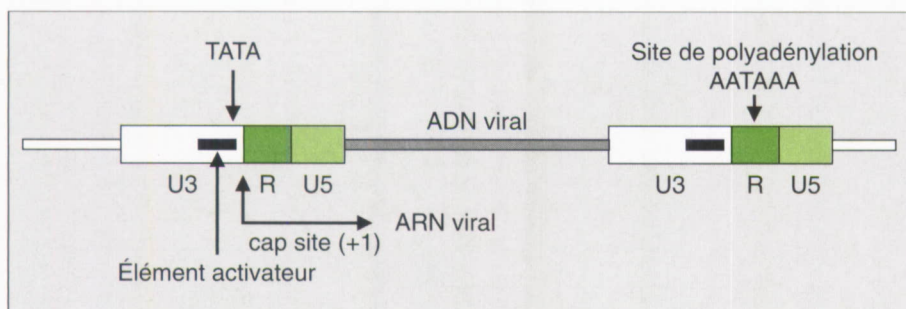 TATA
Site de polyadénylation
AATAAA
ADN viral
U3 R U5
U3 R U5
ARN viral
cap site (+1)
Élément activateur